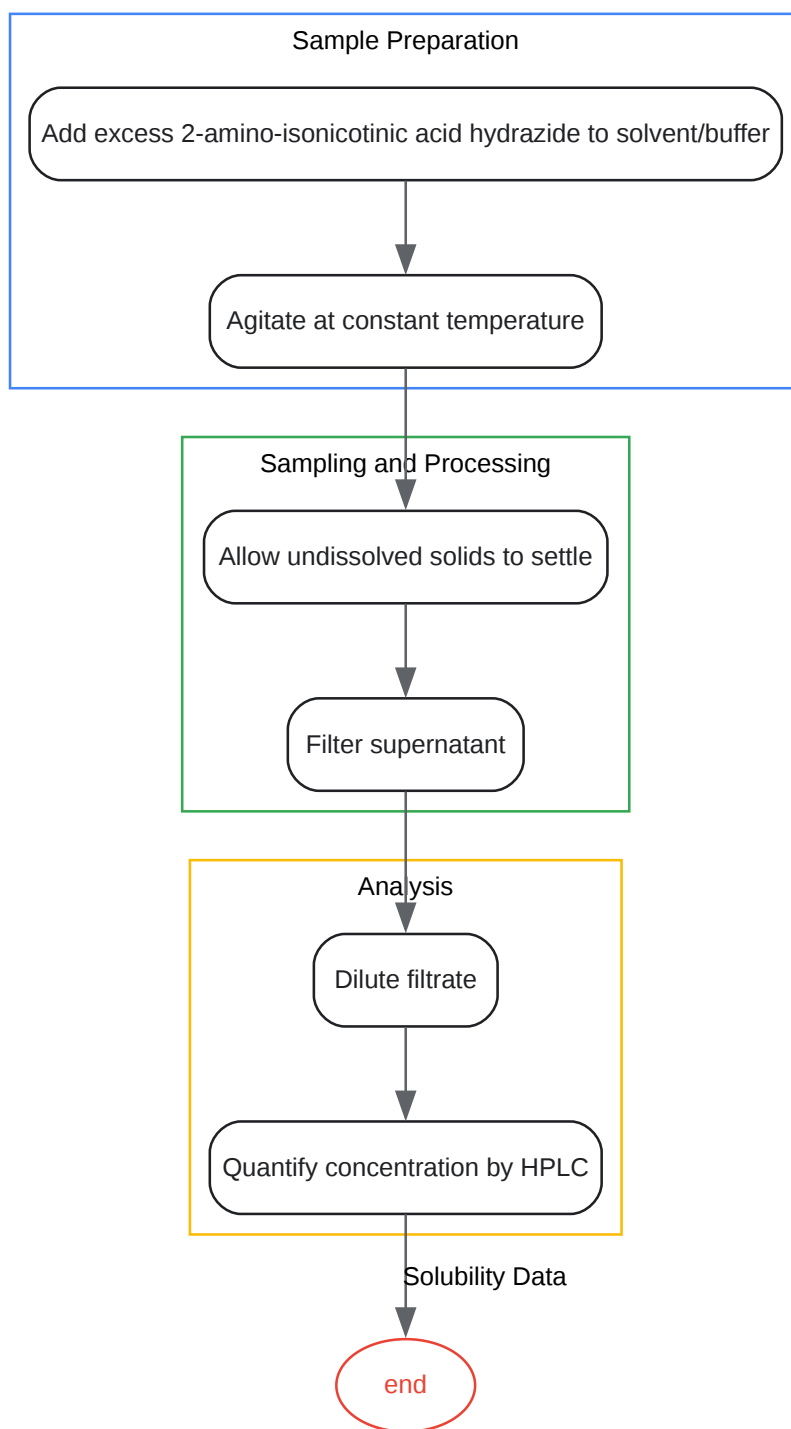 Sample Preparation
Add excess 2-amino-isonicotinic acid hydrazide to solvent/buffer
Agitate at constant temperature
Sampling and Processing
Allow undissolved solids to settle
Filter supernatant
Analysis
Dilute filtrate
Quantify concentration by HPLC
Solubility Data
end